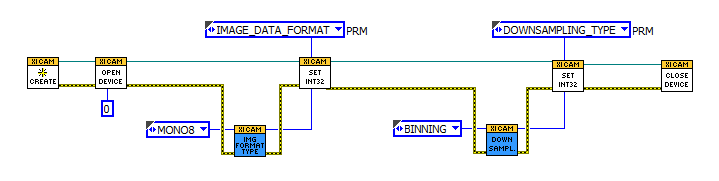 IMAGE_DATA_FORMAT PRM
DOWNSAMPLING_TYPE PRM
XICAM
CREATE
XICAM
OPEN
DEVICE
0
XICAM
SET
INT32
XICAM
SET
INT32
XICAM
CLOSE
DEVICE
MONO8
XICAM
IMG
FORMAT
TYPE
BINNING
XICAM
DOWN
SAMPL.